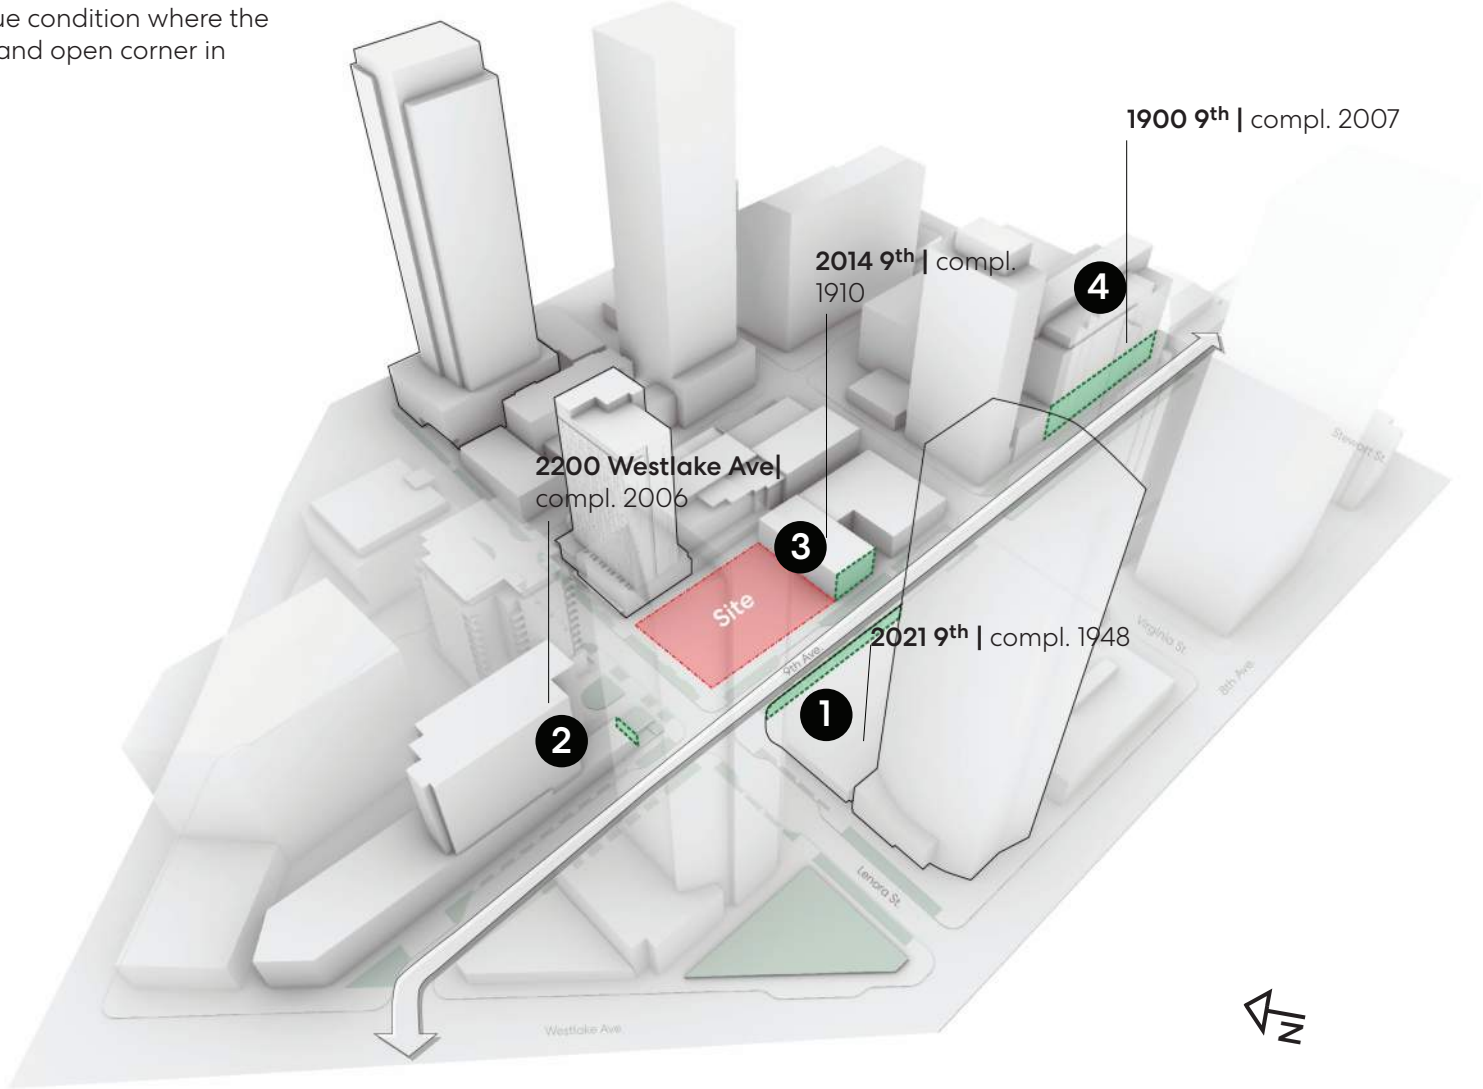 ue condition where the
and open corner in
1900 9th | compl. 2007
2014 9th | compl.
1910
4
2200 Westlake Ave|
compl. 2006
3
Site
Stewart St.
2021 9th | compl. 1948
9th Ave.
Virginia St.
8th Ave.
1
2
Lenora St.
Westlake Ave.
N